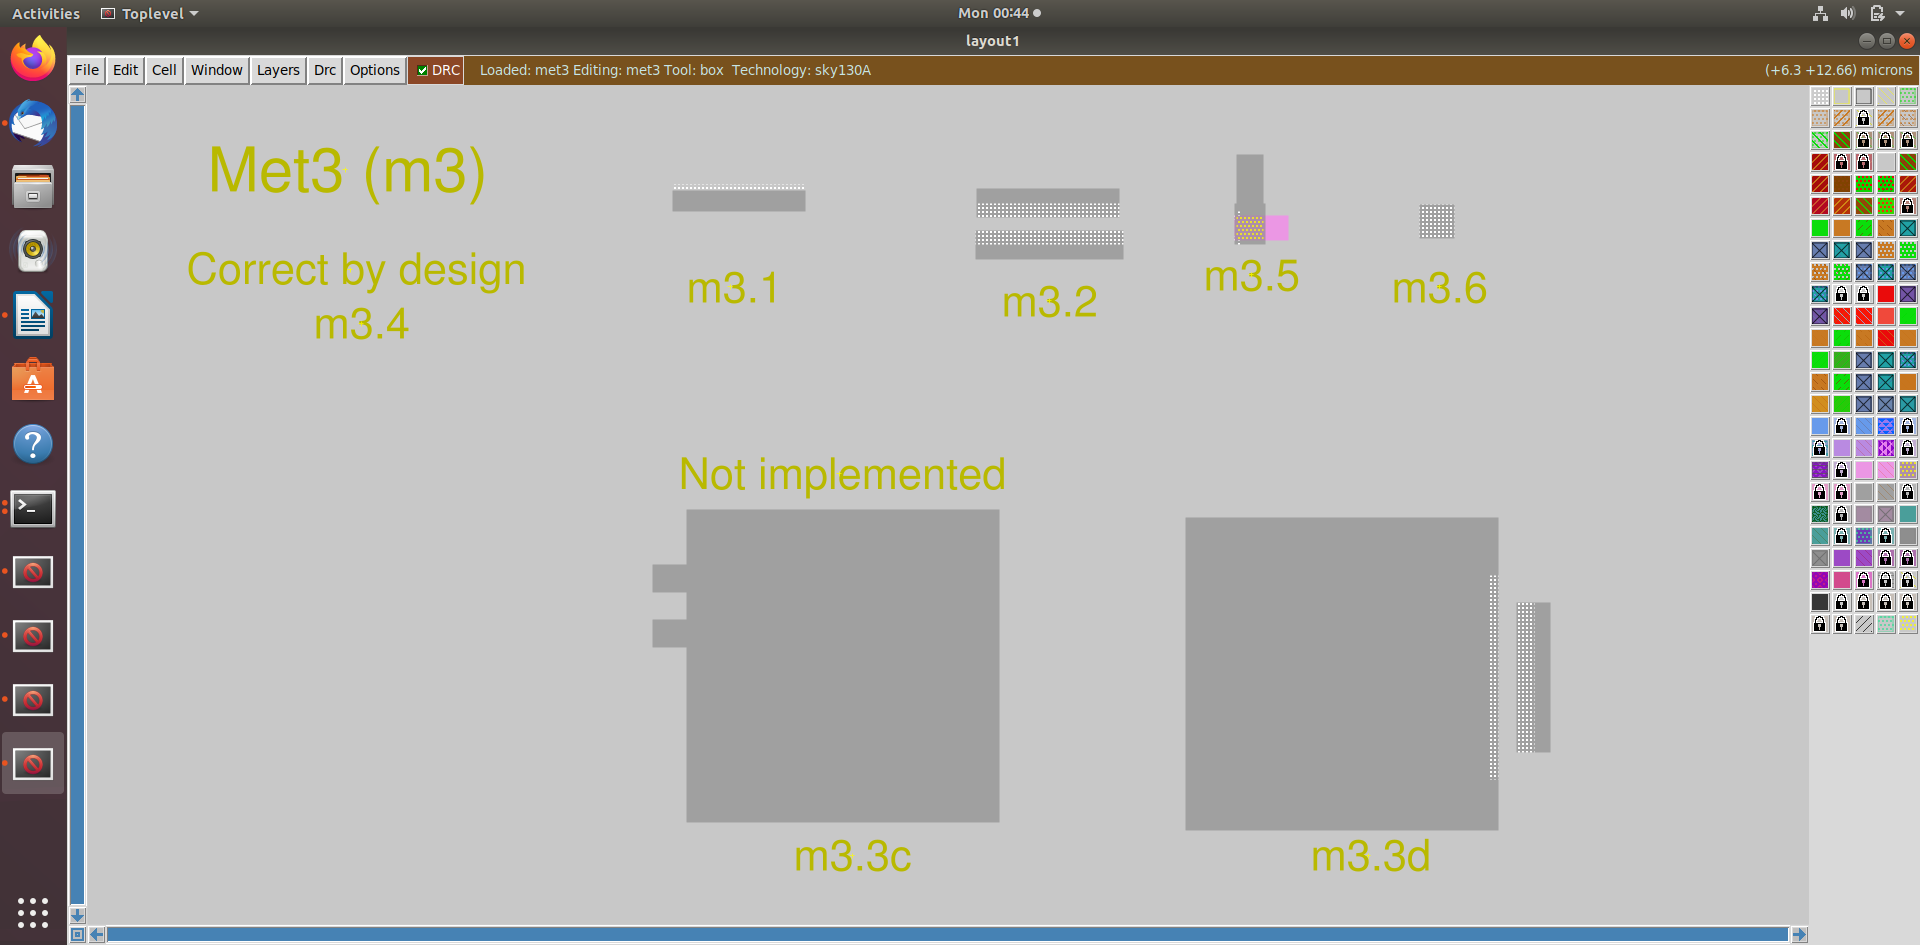 Activities Toplevel Mon 00:44
layout1
File Edit Cell Window Layers Drc Options DRC Loaded: met3 Editing: met3 Tool: box Technology: sky130A (+6.3 +12.66) microns
Met3 (m3)
Correct by design
m3.4
m3.1
m3.2
m3.5
m3.6
Not implemented
m3.3c
m3.3d